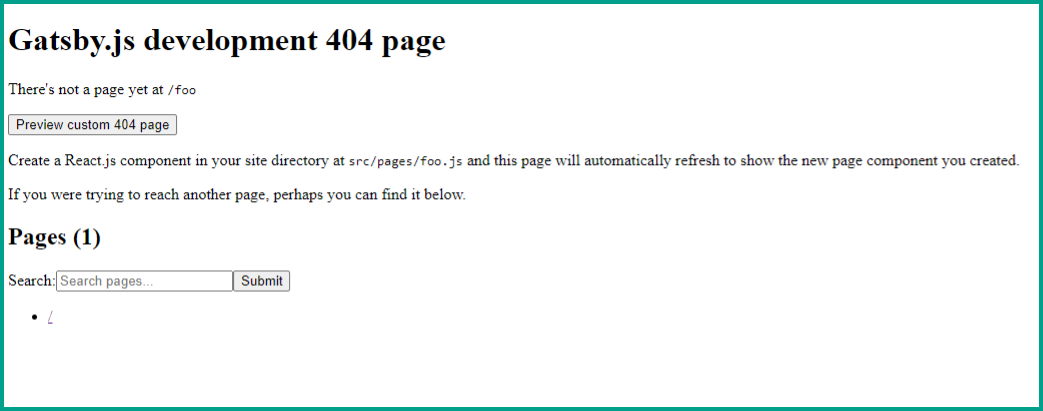 Gatsby.js development 404 page
There's not a page yet at /foo
Preview custom 404 page
Create a React.js component in your site directory at src/pages/foo.js and this page will automatically refresh to show the new page component you created.
If you were trying to reach another page, perhaps you can find it below.
Pages (1)
Search: Search pages... Submit
• /